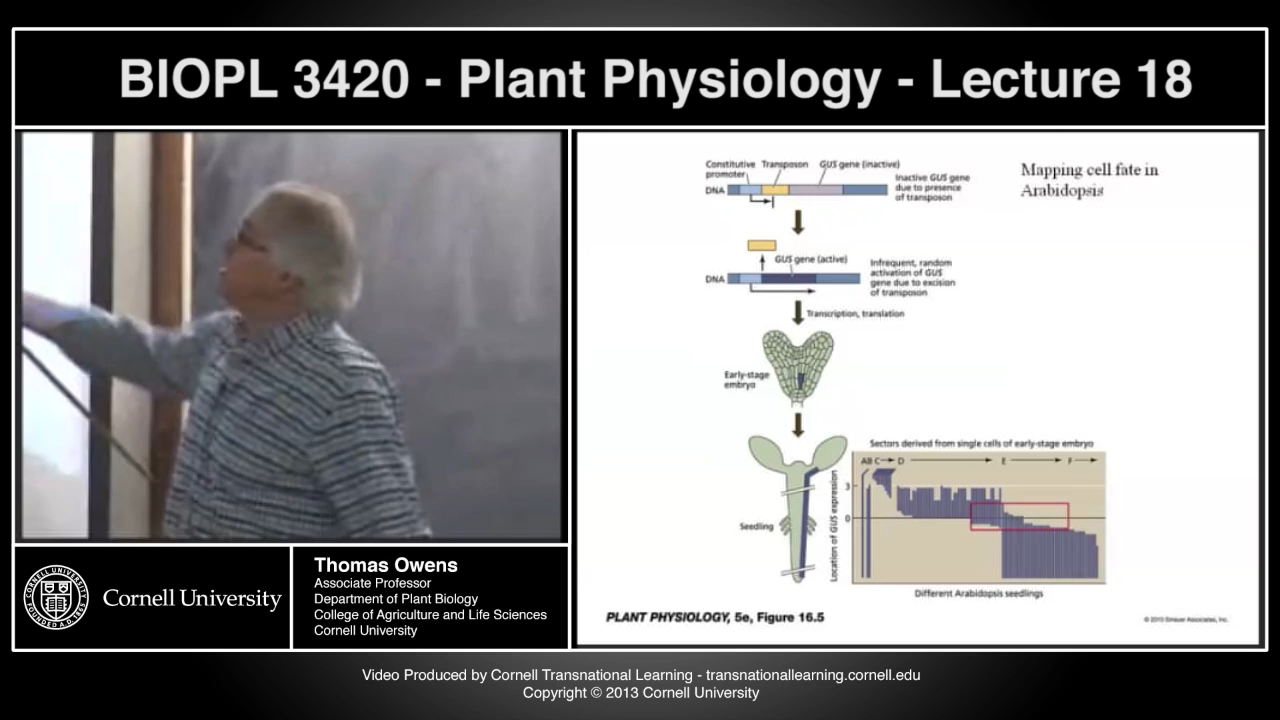 BIOPL 3420 - Plant Physiology - Lecture 18
Constitutive promoter
Transposon
GUS gene (inactive)
DNA
Inactive GUS gene
due to presence
of transposon
Mapping cell fate in
Arabidopsis
GUS gene (active)
DNA
Infrequent, random
activation of GUS
gene due to excision
of transposon
Transcription, translation
Early-stage
embryo
Sectors derived from single cells of early-stage embryo
AB C D E F
Location of GUS expression
3
0
Seedling
Different Arabidopsis seedlings
PLANT PHYSIOLOGY, 5e, Figure 16.5
© 2010 Sinauer Associates, Inc.
Cornell University
Thomas Owens
Associate Professor
Department of Plant Biology
College of Agriculture and Life Sciences
Cornell University
Video Produced by Cornell Transnational Learning - transnationallearning.cornell.edu
Copyright © 2013 Cornell University